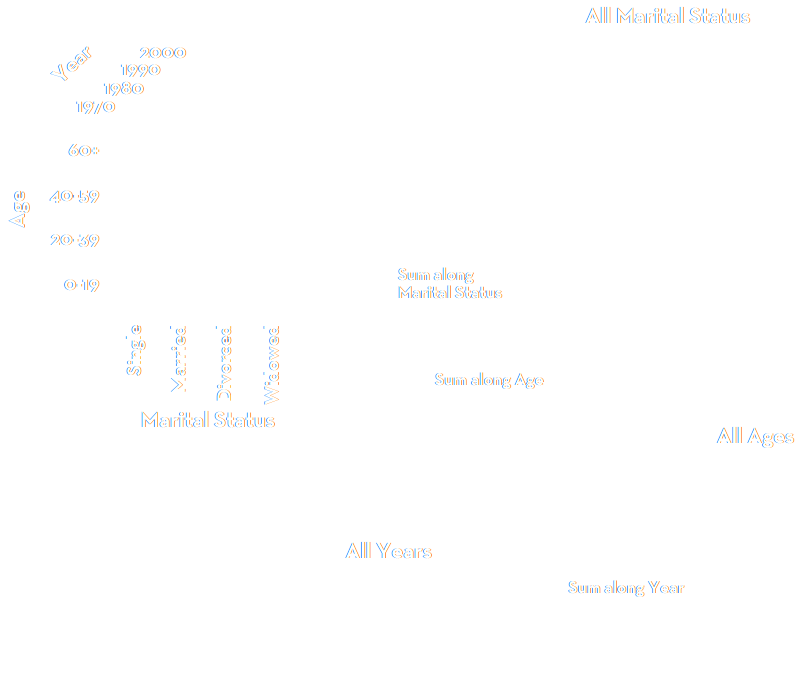 All Marital Status
Year
2000
1990
1980
1970
60+
Age
40-59
20-39
0-19
Sum along
Marital Status
Single
Married
Divorced
Widowed
Sum along Age
Marital Status
All Ages
All Years
Sum along Year